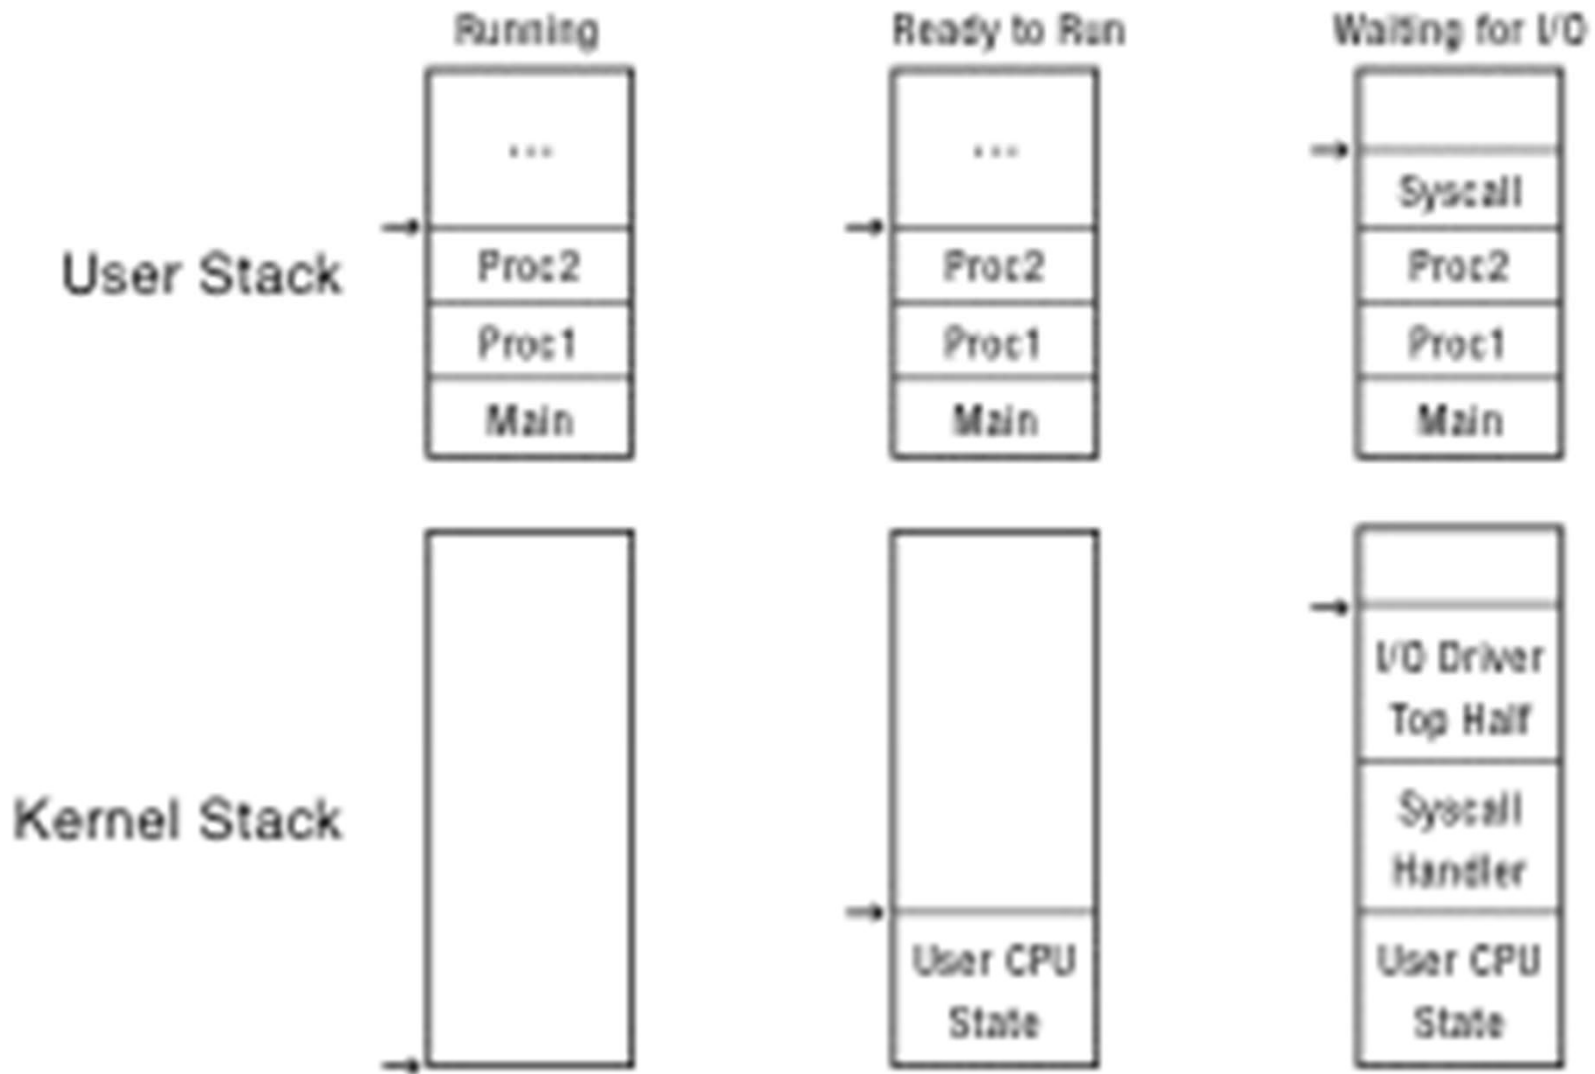 Running
Ready to Run
Waiting for I/O
...
...
Syscall
User Stack
Proc2
Proc2
Proc2
Proc1
Proc1
Proc1
Main
Main
Main
I/O Driver
Top Half
Kernel Stack
Syscall
Handler
User CPU
State
User CPU
State